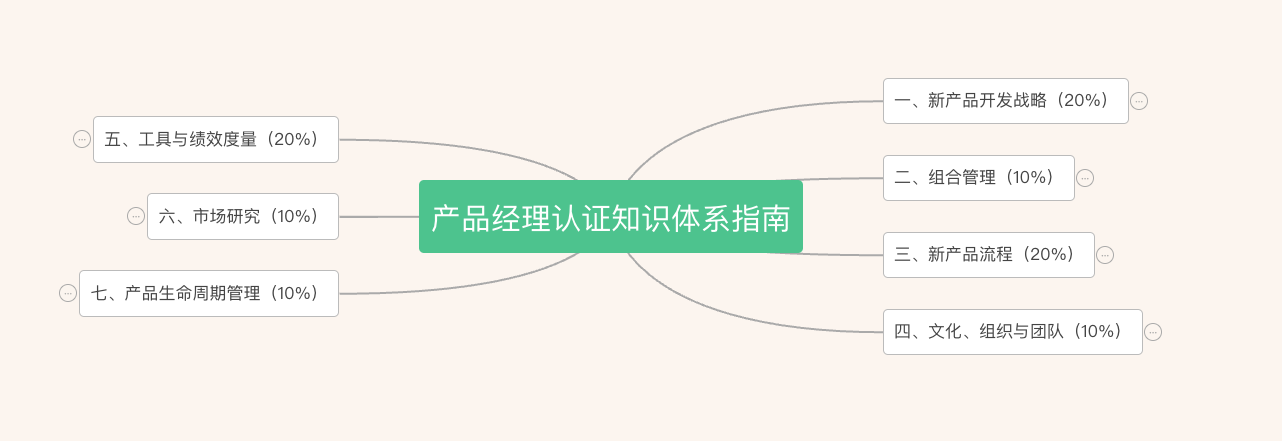 产品经理认证知识体系指南
一、新产品开发战略（20%）
二、组合管理（10%）
三、新产品流程（20%）
四、文化、组织与团队（10%）
五、工具与绩效度量（20%）
六、市场研究（10%）
七、产品生命周期管理（10%）